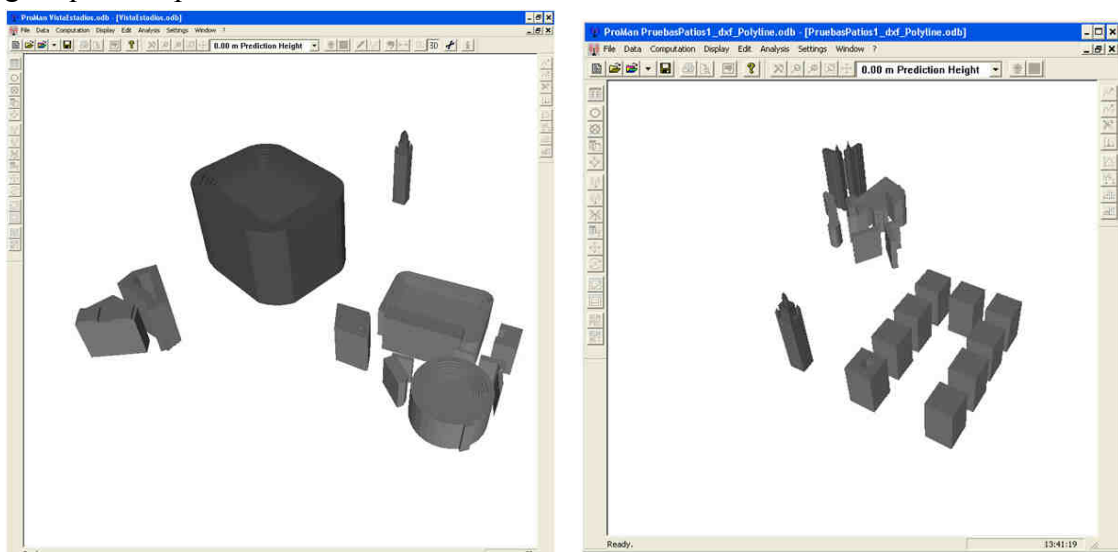 ProMan VistaEstadios.odb - [VistaEstadios.odb]
File Data Computation Display Edit Analysis Settings Window ?
0.00 m Prediction Height
3D
ProMan PruebasPatios1_dxf_Polyline.odb - [PruebasPatios1_dxf_Polyline.odb]
File Data Computation Display Edit Analysis Settings Window ?
0.00 m Prediction Height
Ready.
13:41:19